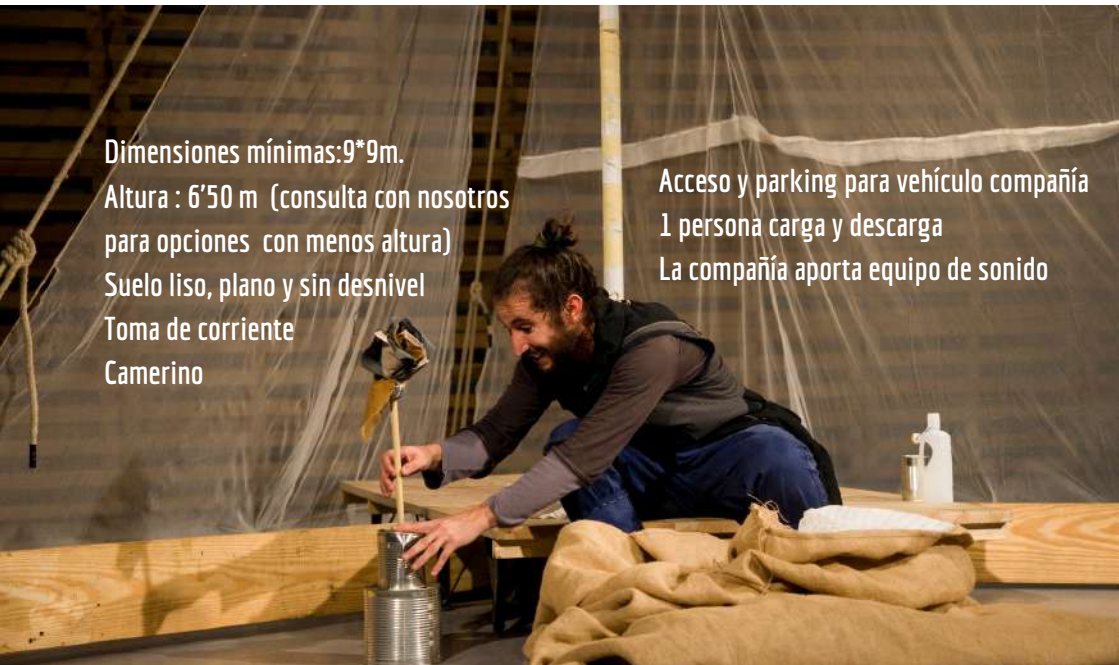 Dimensiones mínimas:9*9m.
Altura : 6'50 m (consulta con nosotros
para opciones con menos altura)
Suelo liso, plano y sin desnivel
Toma de corriente
Camerino
Acceso y parking para vehículo compañía
1 persona carga y descarga
La compañía aporta equipo de sonido